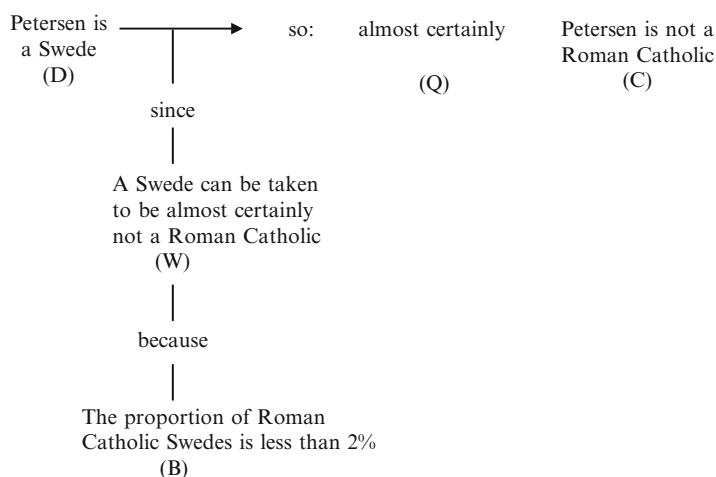 Petersen is
a Swede
(D)
so:
almost certainly
(Q)
Petersen is not a
Roman Catholic
(C)
since
A Swede can be taken
to be almost certainly
not a Roman Catholic
(W)
because
The proportion of Roman
Catholic Swedes is less than 2%
(B)